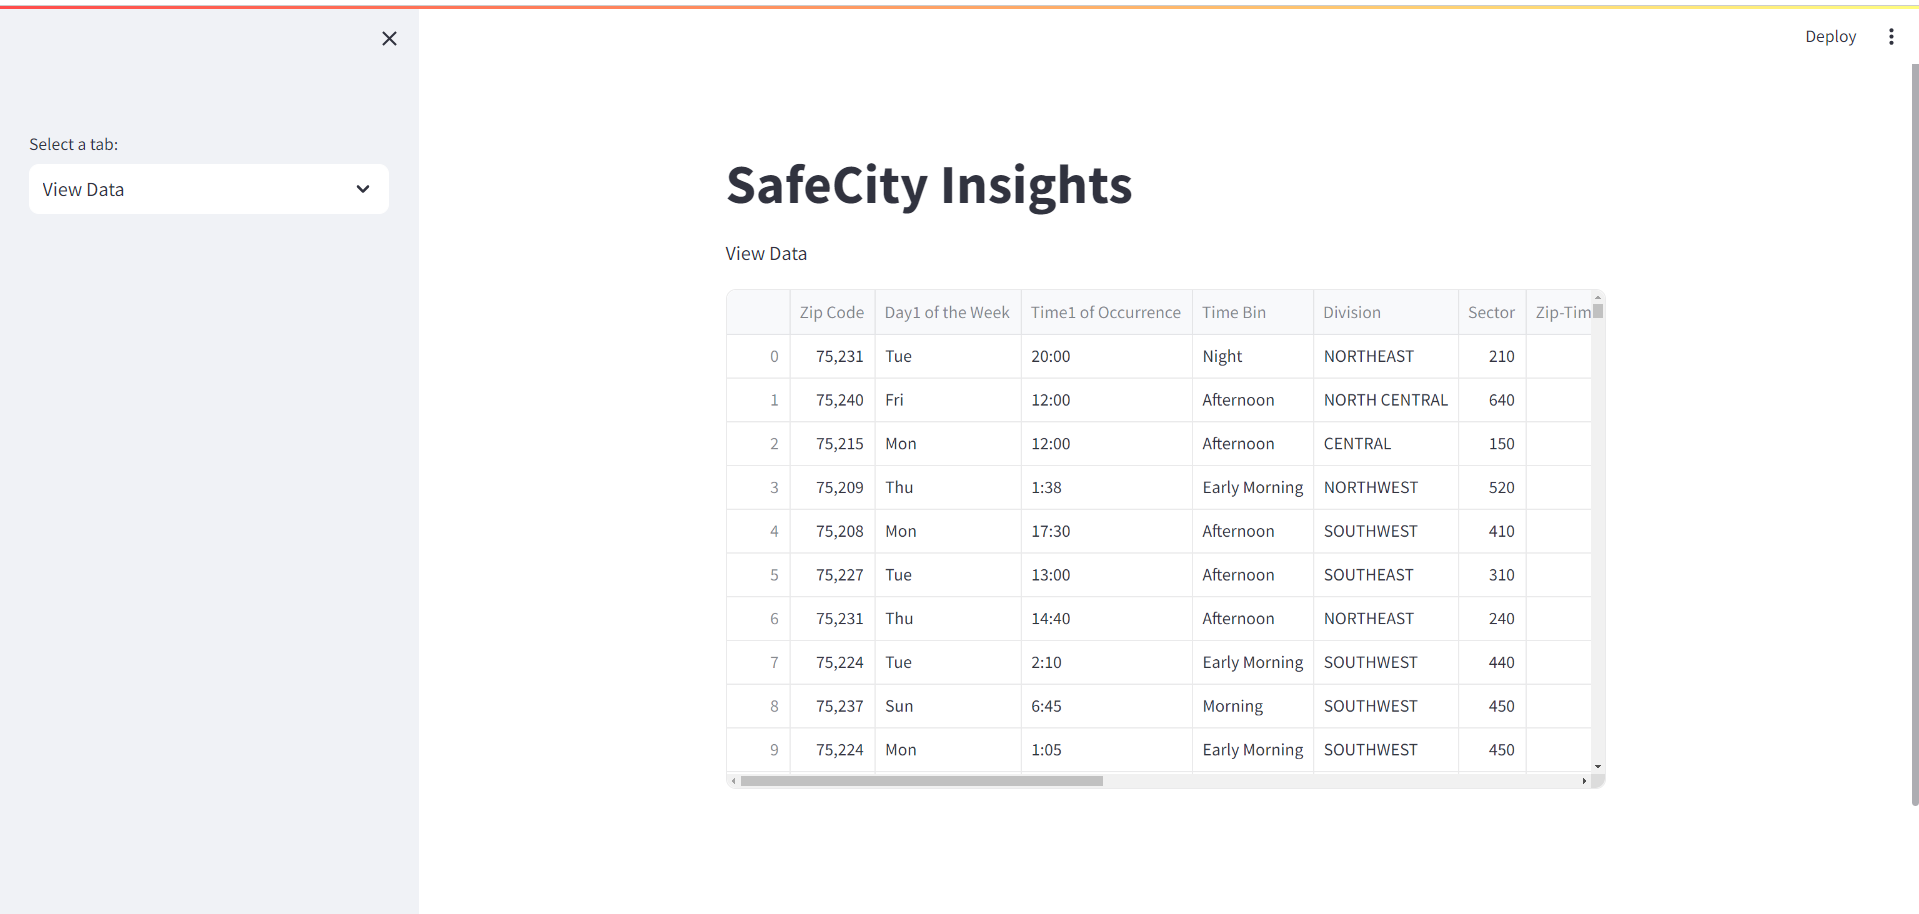 Deploy
Select a tab:
View Data
SafeCity Insights
View Data
Zip Code Day1 of the Week Time1 of Occurrence Time Bin Division Sector Zip-Tim
0 75,231 Tue 20:00 Night NORTHEAST 210
1 75,240 Fri 12:00 Afternoon NORTH CENTRAL 640
2 75,215 Mon 12:00 Afternoon CENTRAL 150
3 75,209 Thu 1:38 Early Morning NORTHWEST 520
4 75,208 Mon 17:30 Afternoon SOUTHWEST 410
5 75,227 Tue 13:00 Afternoon SOUTHEAST 310
6 75,231 Thu 14:40 Afternoon NORTHEAST 240
7 75,224 Tue 2:10 Early Morning SOUTHWEST 440
8 75,237 Sun 6:45 Morning SOUTHWEST 450
9 75,224 Mon 1:05 Early Morning SOUTHWEST 450